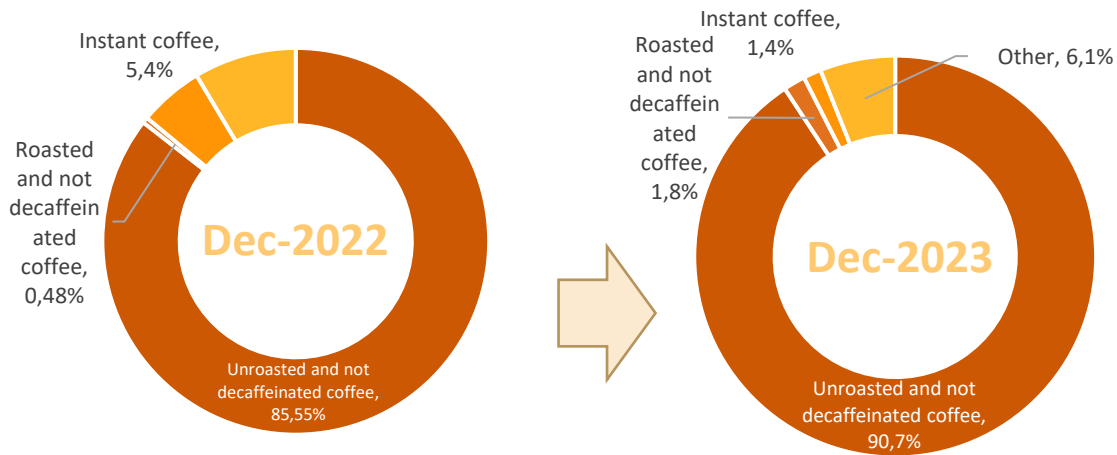 Instant coffee,
5,4%
Roasted
and not
decaffein
ated
coffee,
0,48%
Dec-2022
Unroasted and not
decaffeinated coffee,
85,55%
Instant coffee,
1,4%
Roasted
and not
decaffein
ated
coffee,
1,8%
Other, 6,1%
Dec-2023
Unroasted and not
decaffeinated coffee,
90,7%